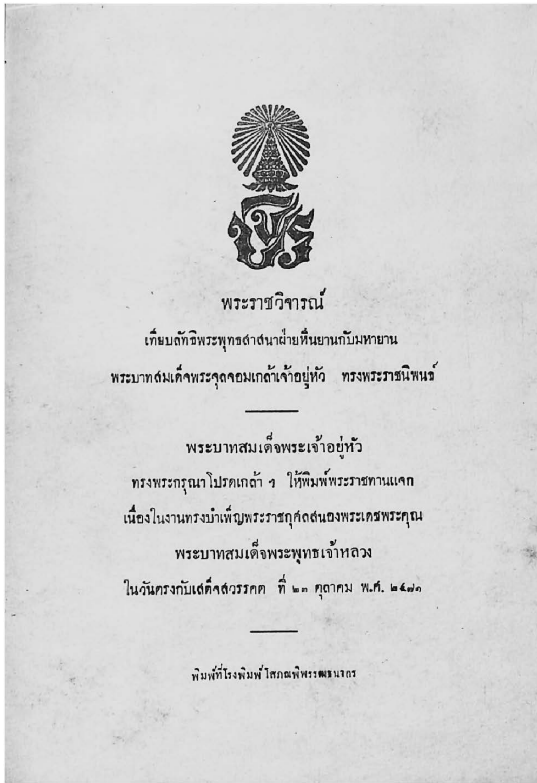 พระราชวิจารณ์
เทียบลัทธิพระพุทธสาสนาฝ่ายหินยานกับมหายาน
พระบาทสมเด็จพระจุลจอมเกล้าเจ้าอยู่หัว ทรงพระราชนิพนธ์
พระบาทสมเด็จพระเจ้าอยู่หัว
ทรงพระกรุณาโปรดเกล้า ฯ ให้พิมพ์พระราชทานแจก
เนื่องในงานทรงบำเพ็ญพระราชกุศลสนองพระเดชพระคุณ
พระบาทสมเด็จพระพุทธเจ้าหลวง
ในวันตรงกับเสด็จสวรรคต ที่ ๒๓ ตุลาคม พ.ศ. ๒๔๗๑
พิมพ์ที่โรงพิมพ์โสภณพิพรรฒธนากร